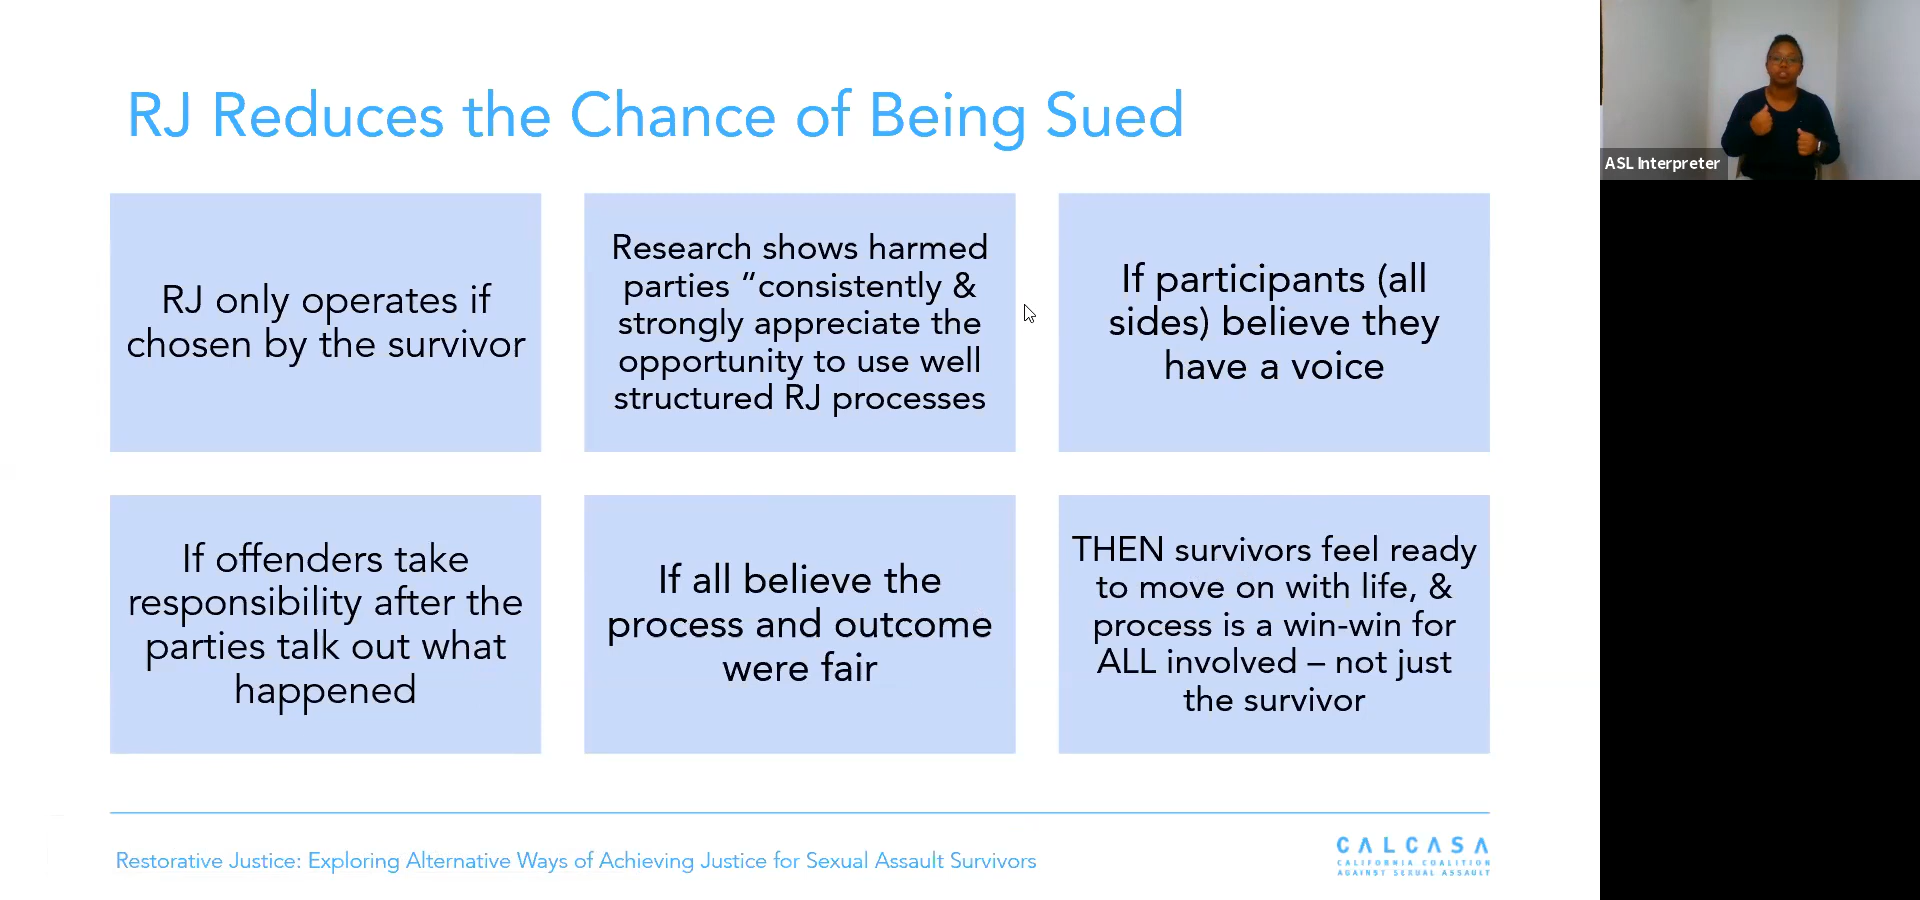 RJ Reduces the Chance of Being Sued
ASL Interpreter
RJ only operates if
chosen by the survivor
Research shows harmed
parties “consistently &
strongly appreciate the
opportunity to use well
structured RJ processes
If participants (all
sides) believe they
have a voice
If offenders take
responsibility after the
parties talk out what
happened
If all believe the
process and outcome
were fair
THEN survivors feel ready
to move on with life, &
process is a win-win for
ALL involved – not just
the survivor
Restorative Justice: Exploring Alternative Ways of Achieving Justice for Sexual Assault Survivors
CALCASA
CALIFORNIA COALITION
AGAINST SEXUAL ASSAULT